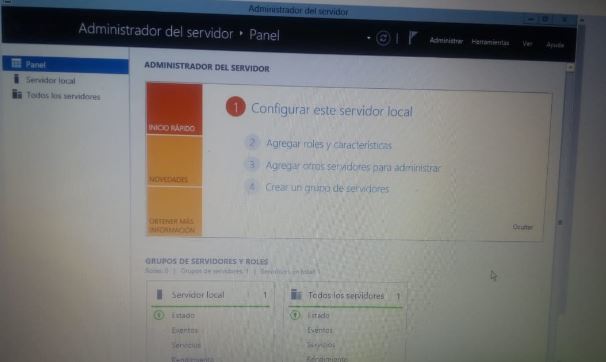 Administrador del servidor
Administrador del servidor ‣ Panel
Administrar Herramientas Ver Ayuda
Panel
Servidor local
Todos los servidores
ADMINISTRADOR DEL SERVIDOR
INICIO RÁPIDO
NOVEDADES
OBTENER MÁS
INFORMACIÓN
1 Configurar este servidor local
2 Agregar roles y características
3 Agregar otros servidores para administrar
4 Crear un grupo de servidores
Ocultar
GRUPOS DE SERVIDORES Y ROLES
Roles: 0 | Grupos de servidores: 1 | Servidores en total: 1
Servidor local 1
Estado
Eventos
Servicios
Rendimiento
Todos los servidores 1
Estado
Eventos
Servicios
Rendimiento